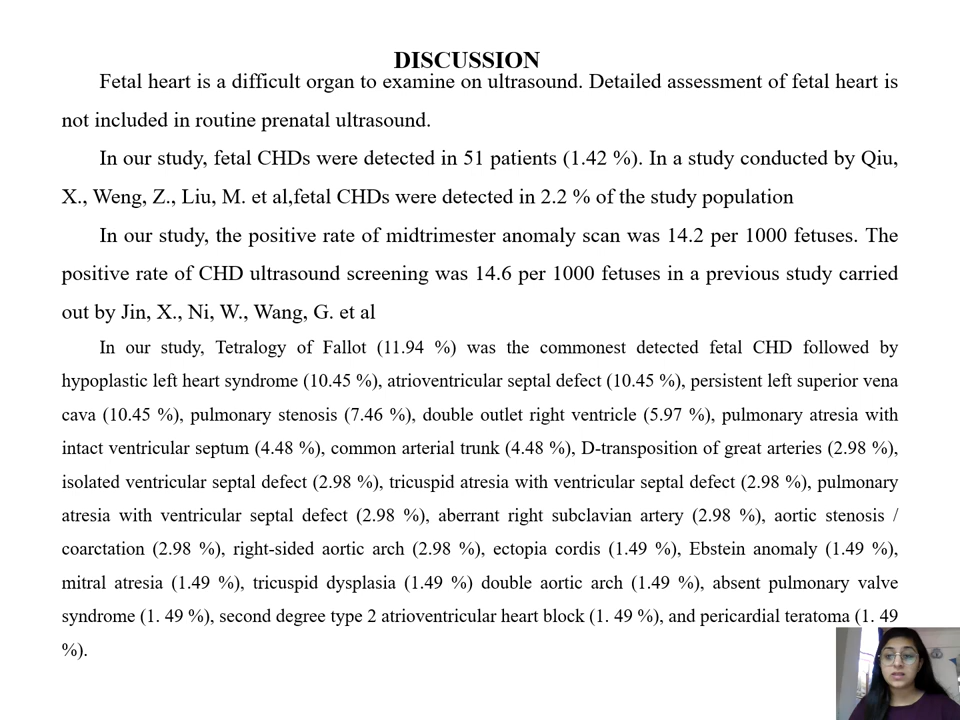 DISCUSSION
Fetal heart is a difficult organ to examine on ultrasound. Detailed assessment of fetal heart is
not included in routine prenatal ultrasound.
In our study, fetal CHDs were detected in 51 patients (1.42 %). In a study conducted by Qiu,
X., Weng, Z., Liu, M. et al,fetal CHDs were detected in 2.2 % of the study population
In our study, the positive rate of midtrimester anomaly scan was 14.2 per 1000 fetuses. The
positive rate of CHD ultrasound screening was 14.6 per 1000 fetuses in a previous study carried
out by Jin, X., Ni, W., Wang, G. et al
In our study, Tetralogy of Fallot (11.94 %) was the commonest detected fetal CHD followed by
hypoplastic left heart syndrome (10.45 %), atrioventricular septal defect (10.45 %), persistent left superior vena
cava (10.45 %), pulmonary stenosis (7.46 %), double outlet right ventricle (5.97 %), pulmonary atresia with
intact ventricular septum (4.48 %), common arterial trunk (4.48 %), D-transposition of great arteries (2.98 %),
isolated ventricular septal defect (2.98 %), tricuspid atresia with ventricular septal defect (2.98 %), pulmonary
atresia with ventricular septal defect (2.98 %), aberrant right subclavian artery (2.98 %), aortic stenosis /
coarctation (2.98 %), right-sided aortic arch (2.98 %), ectopia cordis (1.49 %), Ebstein anomaly (1.49 %),
mitral atresia (1.49 %), tricuspid dysplasia (1.49 %) double aortic arch (1.49 %), absent pulmonary valve
syndrome (1. 49 %), second degree type 2 atrioventricular heart block (1. 49 %), and pericardial teratoma (1. 49
%).